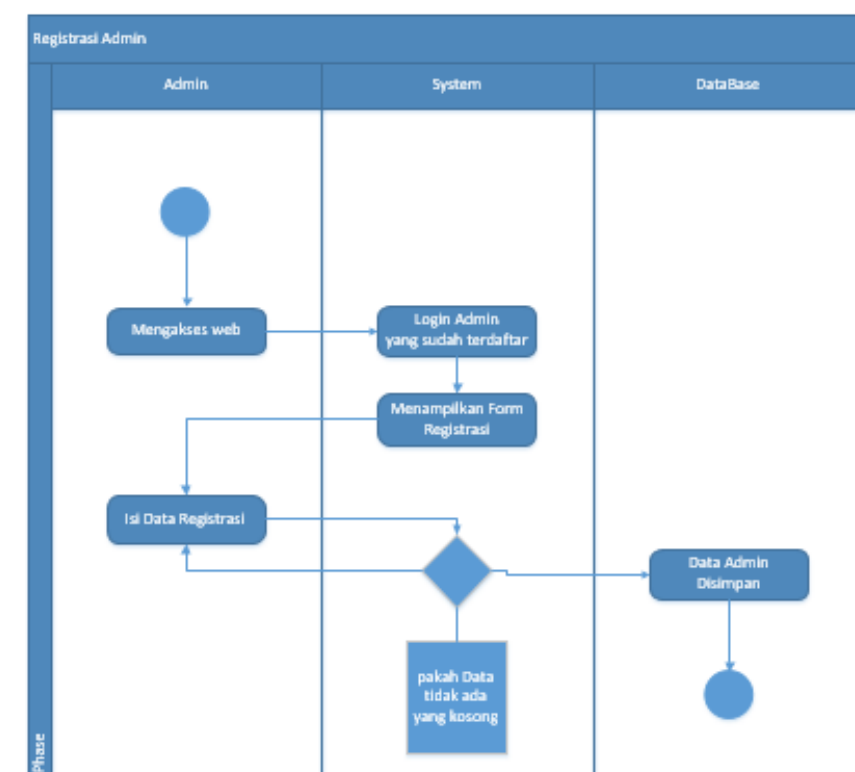 Registrasi Admin
Admin
System
DataBase
Mengakses web
Login Admin
yang sudah terdaftar
Menampilkan Form
Registrasi
Isi Data Registrasi
Data Admin
Disimpan
pakah Data
tidak ada
yang kosong
Phase